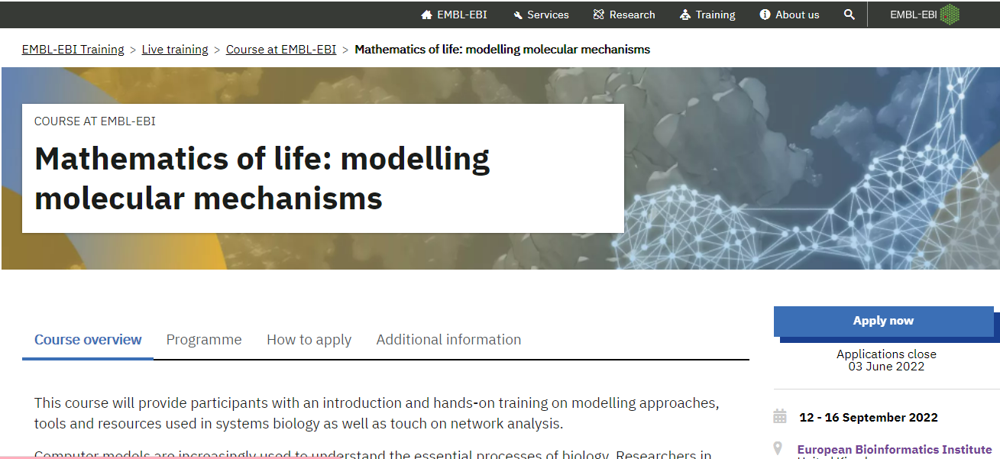 EMBL-EBI Services Research Training About us EMBL-EBI
EMBL-EBI Training > Live training > Course at EMBL-EBI > Mathematics of life: modelling molecular mechanisms
COURSE AT EMBL-EBI
Mathematics of life: modelling
molecular mechanisms
Course overview Programme How to apply Additional information
This course will provide participants with an introduction and hands-on training on modelling approaches,
tools and resources used in systems biology as well as touch on network analysis.
Computer models are increasingly used to understand the essential processes of biology. Researchers in
Apply now
Applications close
03 June 2022
12 - 16 September 2022
European Bioinformatics Institute